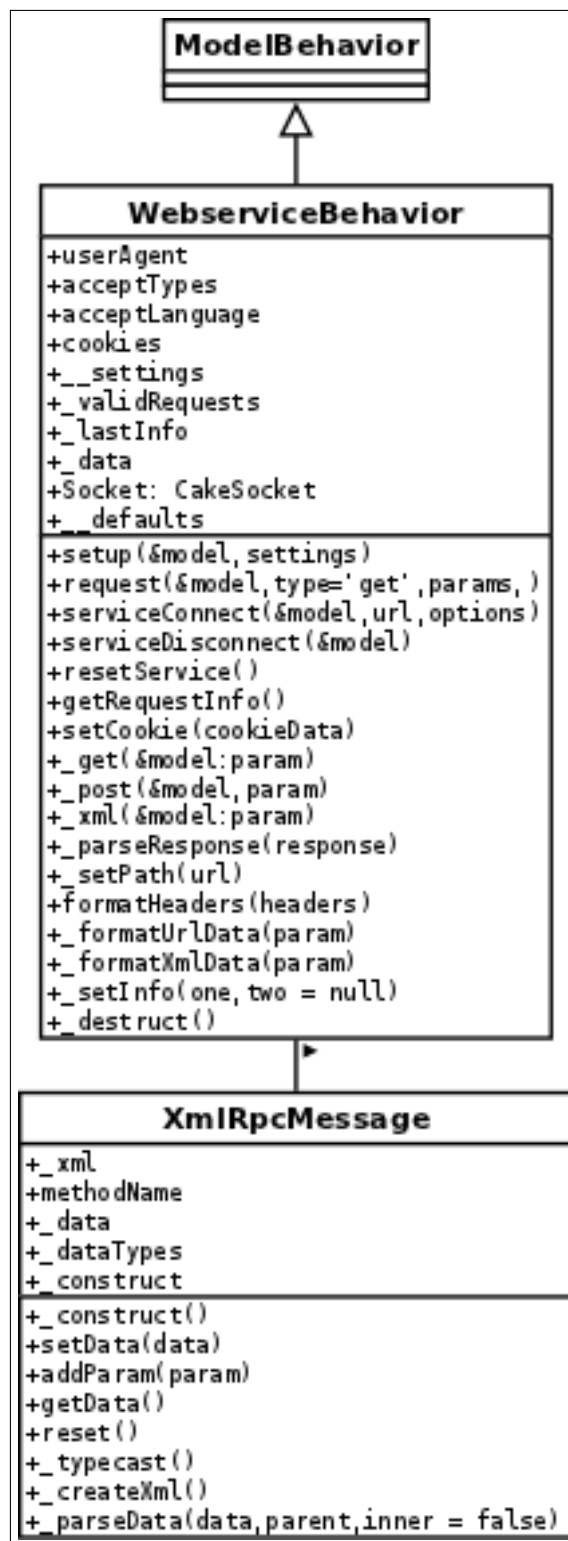 ModelBehavior
WebserviceBehavior
+userAgent
+acceptTypes
+acceptLanguage
+cookies
+__settings
+_validRequests
+_lastInfo
+_data
+Socket: CakeSocket
+__defaults
+setup(&model,settings)
+request(&model,type='get',params,)
+serviceConnect(&model,url,options)
+serviceDisconnect(&model)
+resetService()
+getRequestInfo()
+setCookie(cookieData)
+_get(&model:param)
+_post(&model,param)
+_xml(&model:param)
+_parseResponse(response)
+_setPath(url)
+formatHeaders(headers)
+_formatUrlData(param)
+_formatXmlData(param)
+_setInfo(one,two = null)
+_destruct()
XmlRpcMessage
+_xml
+methodName
+_data
+_dataTypes
+_construct
+_construct()
+setData(data)
+addParam(param)
+getData()
+reset()
+_typecast()
+_createXml()
+_parseData(data,parent,inner = false)